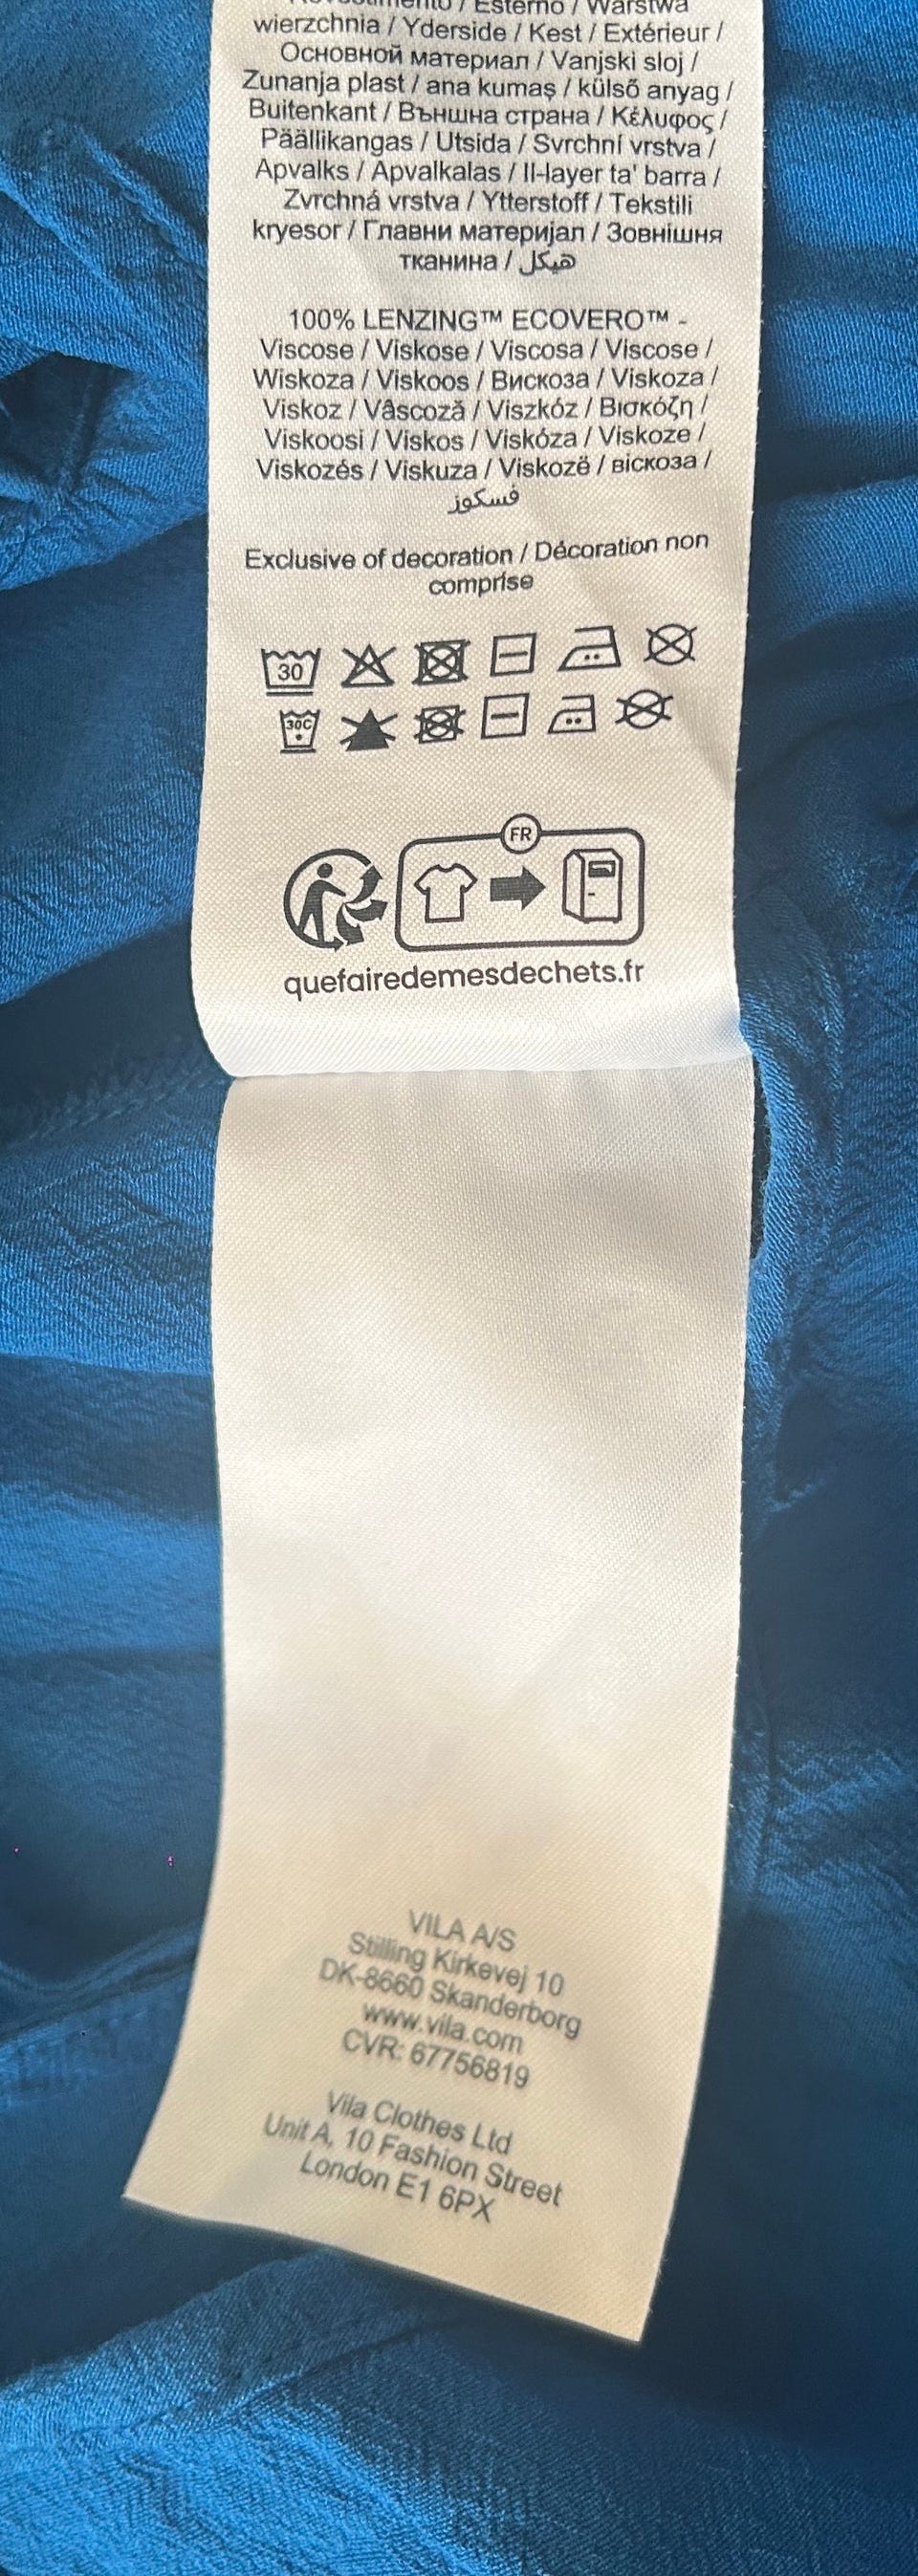 / Esterno / Warstwa
wierzchnia / Yderside / Kest / Extérieur /
Основной материал / Vanjski sloj /
Zunanja plast / ana kumaş / külső anyag /
Buitenkant / Външна страна / Κέλυφος /
Päällikangas / Utsida / Svrchní vrstva /
Apvalks / Apvalkalas / Il-layer ta' barra /
Zvrchná vrstva / Ytterstoff / Tekstili
kryesor / Главни материјал / Зовнішня
тканина / هيكل
100% LENZING™ ECOVERO™ -
Viscose / Viskose / Viscosa / Viscose /
Wiskoza / Viskoos / Вискоза / Viskoza /
Viskoz / Vâscoză / Viszkóz / Βισκόζη /
Viskoosi / Viskos / Viskóza / Viskoze /
Viskozės / Viskuza / Viskozë / віскоза /
فسكوز
Exclusive of decoration / Décoration non
comprise
30
30C
FR
quefairedemesdechets.fr
VILA A/S
Stilling Kirkevej 10
DK-8660 Skanderborg
www.vila.com
CVR: 67756819
Vila Clothes Ltd
Unit A, 10 Fashion Street
London E1 6PX